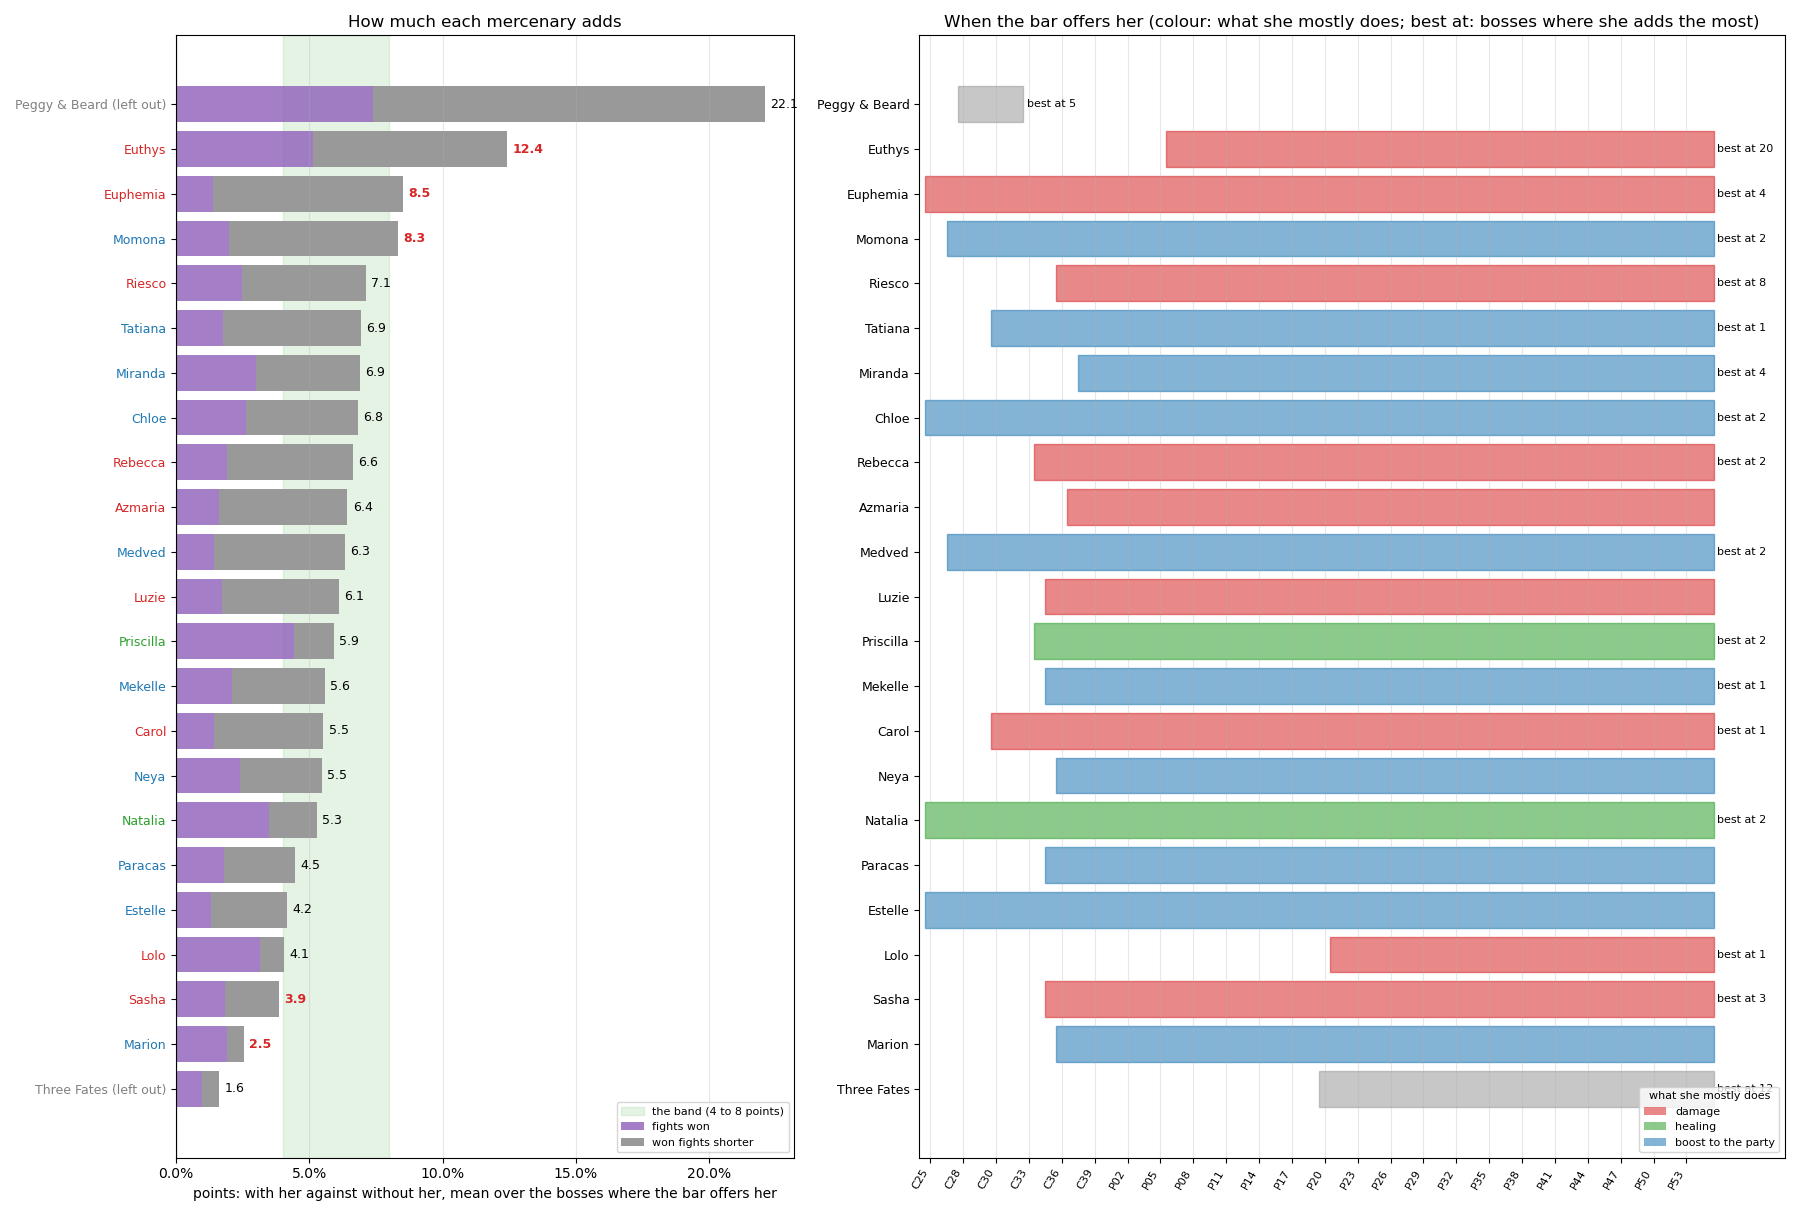 How much each mercenary adds
Peggy & Beard (left out)
22.1
Euthys
12.4
Euphemia
8.5
Momona
8.3
Riesco
7.1
Tatiana
6.9
Miranda
6.9
Chloe
6.8
Rebecca
6.6
Azmaria
6.4
Medved
6.3
Luzie
6.1
Priscilla
5.9
Mekelle
5.6
Carol
5.5
Neya
5.5
Natalia
5.3
Paracas
4.5
Estelle
4.2
Lolo
4.1
Sasha
3.9
Marion
2.5
Three Fates (left out)
1.6
the band (4 to 8 points)
fights won
won fights shorter
0.0% 5.0% 10.0% 15.0% 20.0%
points: with her against without her, mean over the bosses where the bar offers her
When the bar offers her (colour: what she mostly does; best at: bosses where she adds the most)
Peggy & Beard
best at 5
Euthys
best at 20
Euphemia
best at 4
Momona
best at 2
Riesco
best at 8
Tatiana
best at 1
Miranda
best at 4
Chloe
best at 2
Rebecca
best at 2
Azmaria
Medved
best at 2
Luzie
Priscilla
best at 2
Mekelle
best at 1
Carol
best at 1
Neya
Natalia
best at 2
Paracas
Estelle
Lolo
best at 1
Sasha
best at 3
Marion
Three Fates
best at 12
what she mostly does
damage
healing
boost to the party
C25 C28 C30 C33 C36 C39 P02 P05 P08 P11 P14 P17 P20 P23 P26 P29 P32 P35 P38 P41 P44 P47 P50 P53